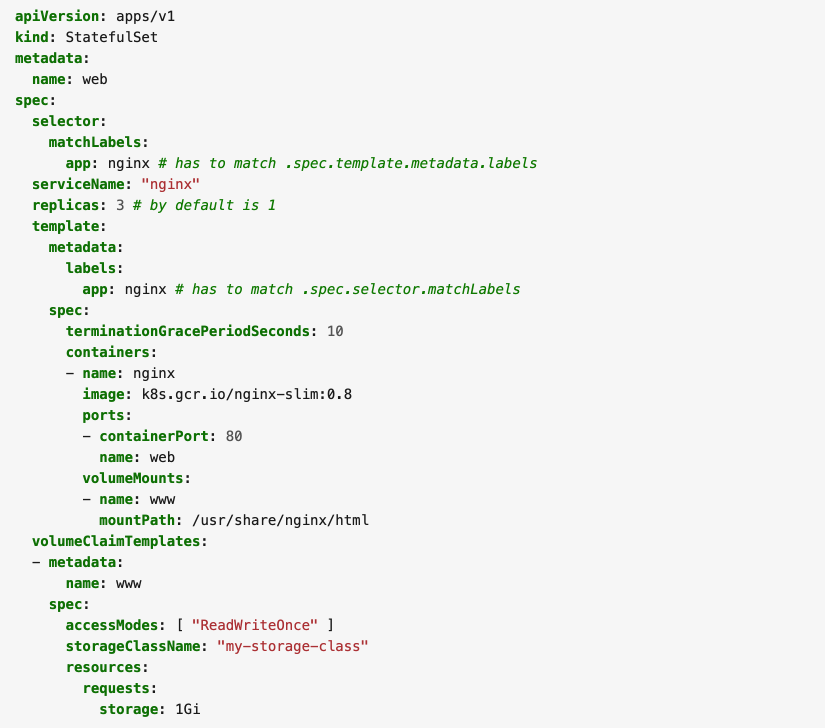 apiVersion: apps/v1
kind: StatefulSet
metadata:
  name: web
spec:
  selector:
    matchLabels:
      app: nginx # has to match .spec.template.metadata.labels
  serviceName: "nginx"
  replicas: 3 # by default is 1
  template:
    metadata:
      labels:
        app: nginx # has to match .spec.selector.matchLabels
    spec:
      terminationGracePeriodSeconds: 10
      containers:
      - name: nginx
        image: k8s.gcr.io/nginx-slim:0.8
        ports:
        - containerPort: 80
          name: web
        volumeMounts:
        - name: www
          mountPath: /usr/share/nginx/html
  volumeClaimTemplates:
  - metadata:
      name: www
    spec:
      accessModes: [ "ReadWriteOnce" ]
      storageClassName: "my-storage-class"
      resources:
        requests:
          storage: 1Gi